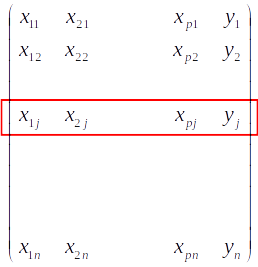 x₁₁ x₂₁ xₚ₁ y₁
x₁₂ x₂₂ xₚ₂ y₂
x₁ⱼ x₂ⱼ xₚⱼ yⱼ
x₁ₙ x₂ₙ xₚₙ yₙ